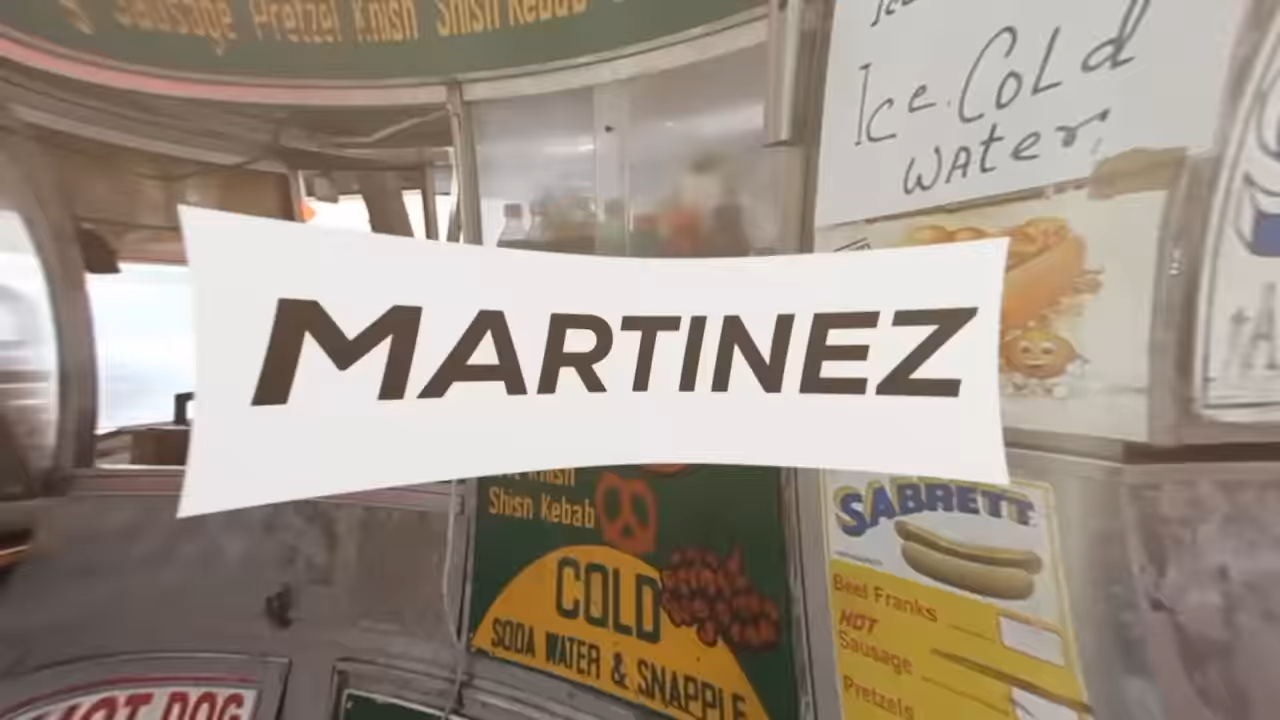 Sausage Pretzel Knish Shish Kebab
Ice Cold
Water
MARTINEZ
Knish
Shish Kebab
COLD
SODA WATER & SNAPPLE
SABRETT
Beef Franks
HOT
Sausage
Pretzels
HOT DOG